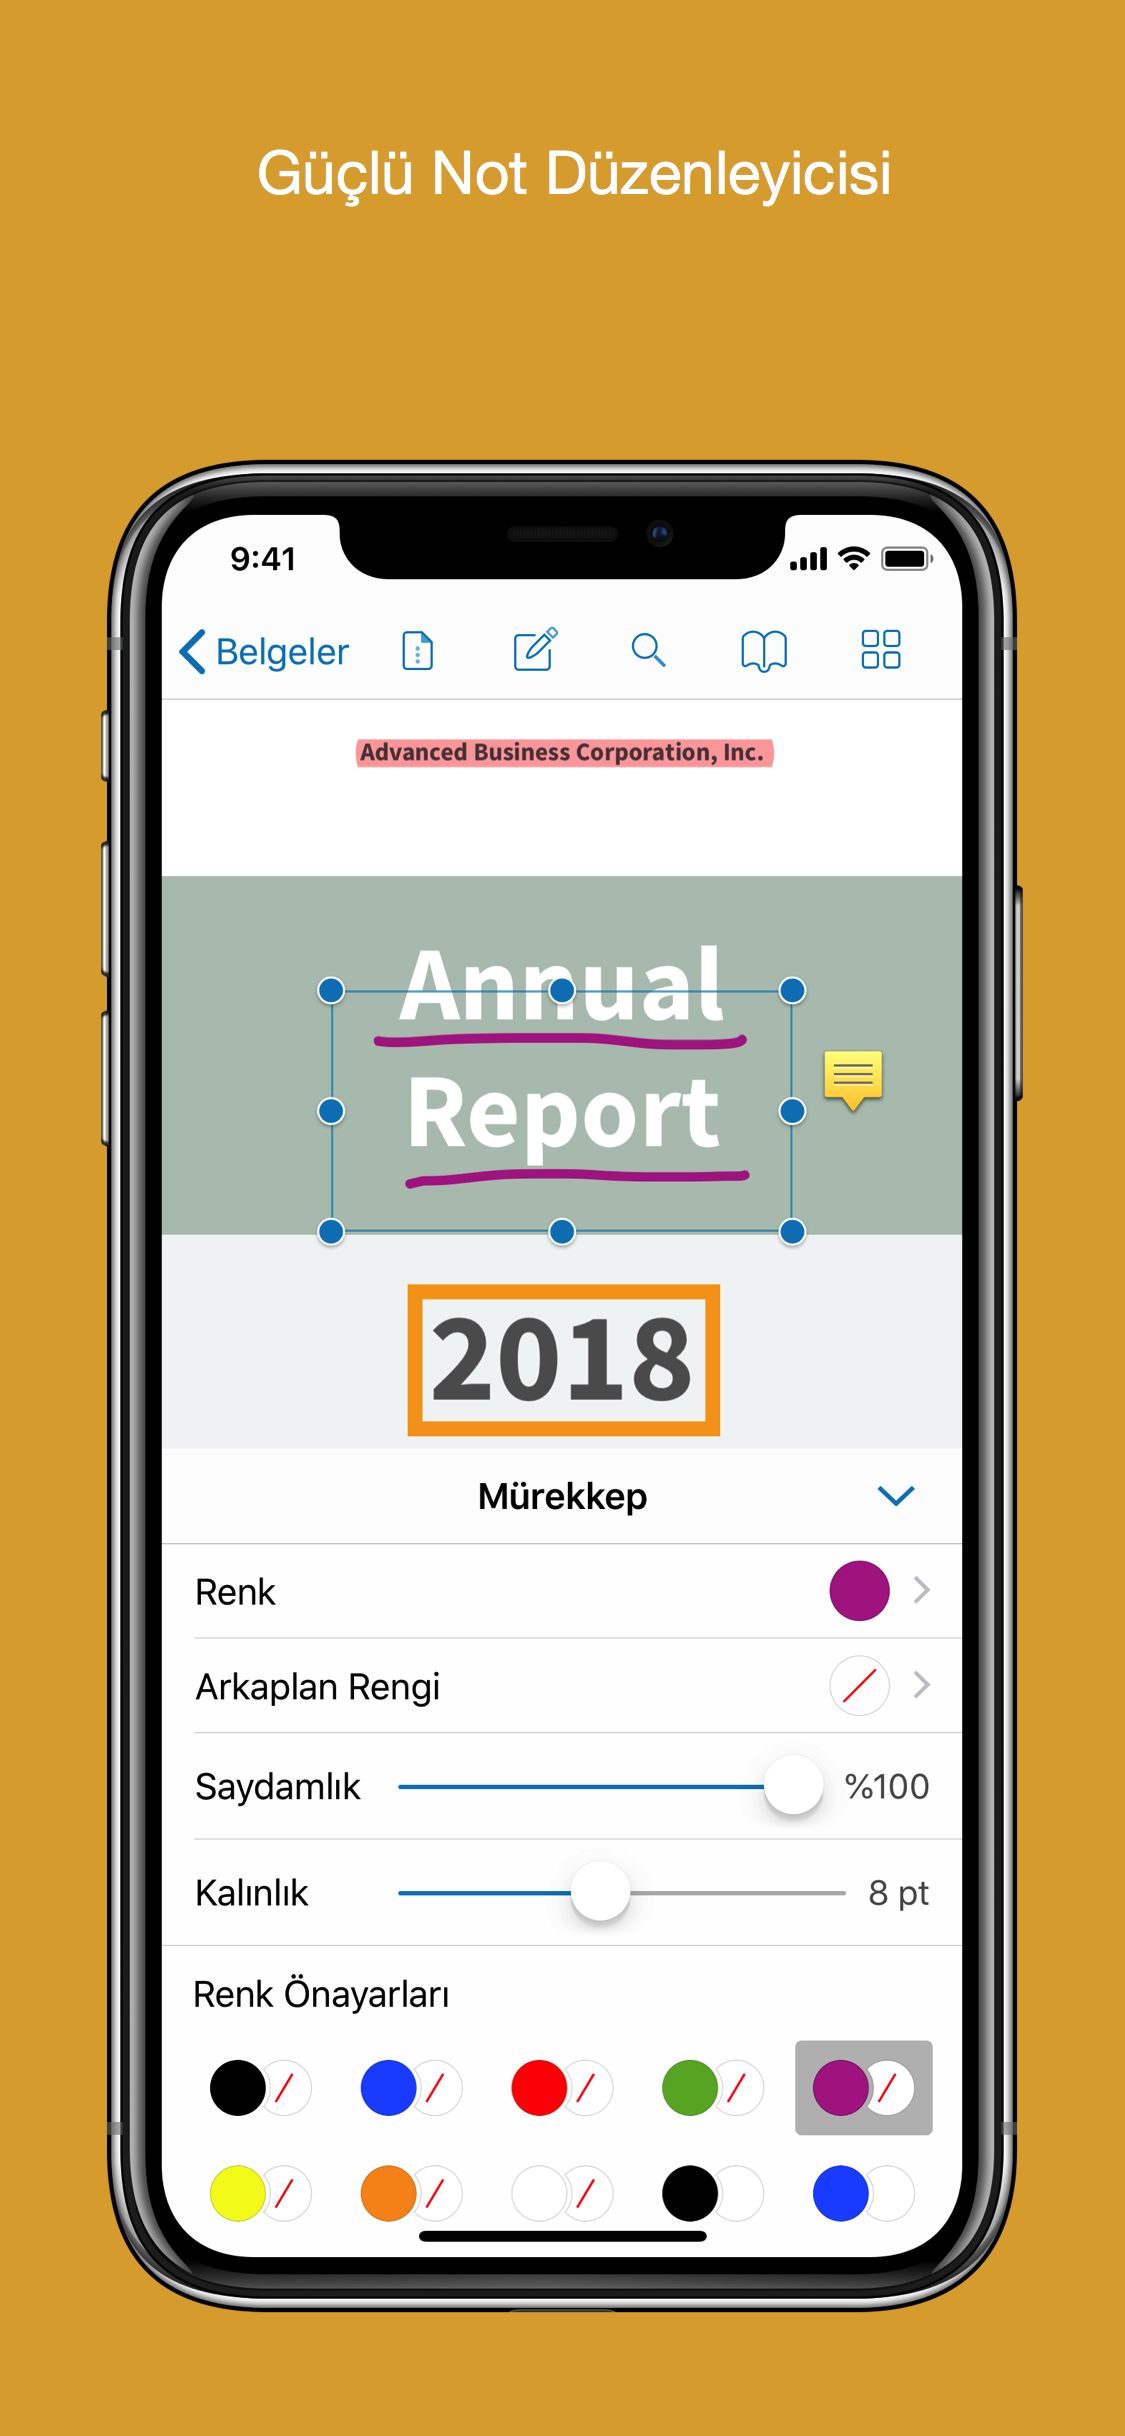 Güçlü Not Düzenleyicisi
9:41
Belgeler
Advanced Business Corporation, Inc.
Annual
Report
2018
Mürekkep
Renk
Arkaplan Rengi
Saydamlık %100
Kalınlık 8 pt
Renk Önayarları